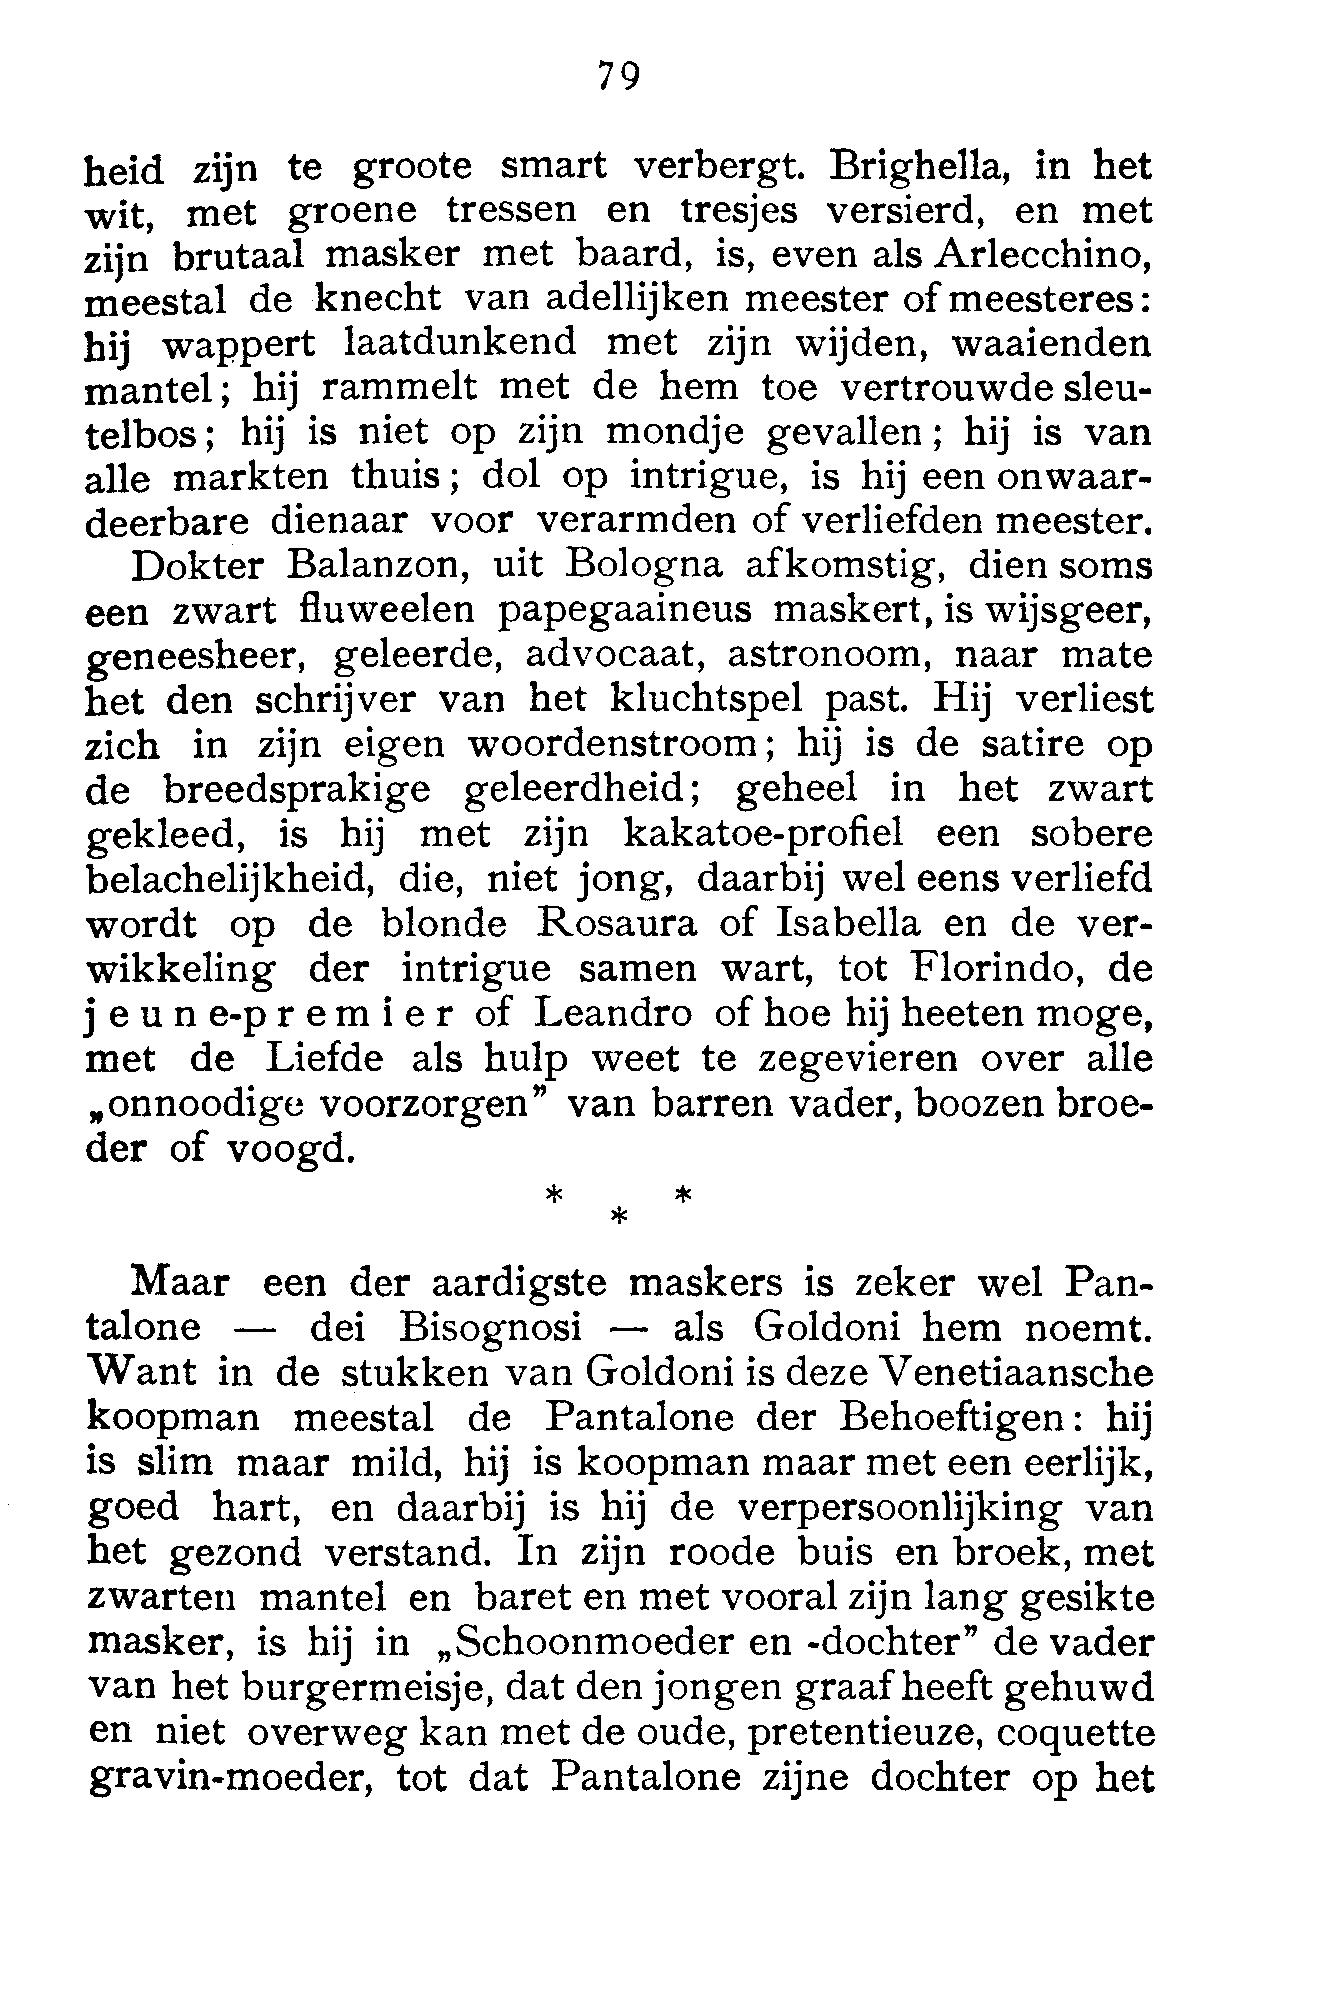 79
heid zijn te groote smart verbergt. Brighella, in het
wit, met groene tressen en tresjes versierd, en met
zijn brutaal masker met baard, is, even als Arlecchino,
meestal de knecht van adellijken meester of meesteres:
hij wappert laatdunkend met zijn wijden, waaienden
mantel; hij rammelt met de hem toe vertrouwde sleu-
telbos; hij is niet op zijn mondje gevallen; hij is van
alle markten thuis; dol op intrigue, is hij een onwaar-
deerbare dienaar voor verarmden of verliefden meester.
Dokter Balanzon, uit Bologna afkomstig, dien soms
een zwart fluweelen papegaaineus maskert, is wijsgeer,
geneesheer, geleerde, advocaat, astronoom, naar mate
het den schrijver van het kluchtspel past. Hij verliest
zich in zijn eigen woordenstroom; hij is de satire op
de breedsprakige geleerdheid; geheel in het zwart
gekleed, is hij met zijn kakatoe-profiel een sobere
belachelijkheid, die, niet jong, daarbij wel eens verliefd
wordt op de blonde Rosaura of Isabella en de ver-
wikkeling der intrigue samen wart, tot Florindo, de
jeune-premier of Leandro of hoe hij heeten moge,
met de Liefde als hulp weet te zegevieren over alle
„onnoodige voorzorgen” van barren vader, boozen broe-
der of voogd.
* *
*
Maar een der aardigste maskers is zeker wel Pan-
talone — dei Bisognosi — als Goldoni hem noemt.
Want in de stukken van Goldoni is deze Venetiaansche
koopman meestal de Pantalone der Behoeftigen: hij
is slim maar mild, hij is koopman maar met een eerlijk,
goed hart, en daarbij is hij de verpersoonlijking van
het gezond verstand. In zijn roode buis en broek, met
zwarten mantel en baret en met vooral zijn lang gesikte
masker, is hij in „Schoonmoeder en -dochter” de vader
van het burgermeisje, dat den jongen graaf heeft gehuwd
en niet overweg kan met de oude, pretentieuze, coquette
gravin-moeder, tot dat Pantalone zijne dochter op het